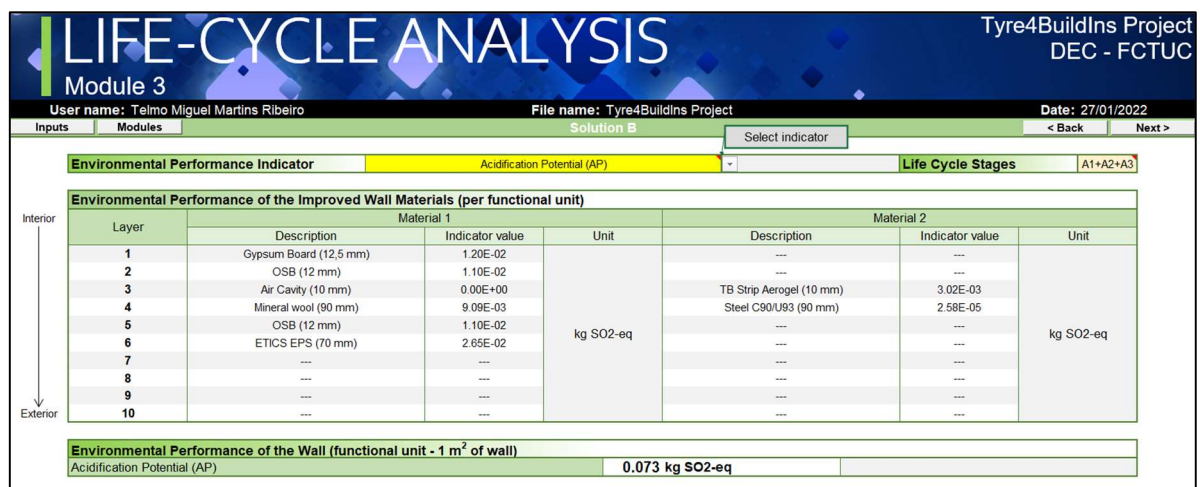 LIFE-CYCLE ANALYSIS
Tyre4BuildIns Project
DEC - FCTUC
Module 3
User name: Telmo Miguel Martins Ribeiro File name: Tyre4BuildIns Project Date: 27/01/2022
Inputs Modules Solution B < Back Next >
Select indicator
Environmental Performance Indicator Acidification Potential (AP) Life Cycle Stages A1+A2+A3
Environmental Performance of the Improved Wall Materials (per functional unit)
Interior
Layer Material 1 Material 2
Description Indicator value Unit Description Indicator value Unit
1 Gypsum Board (12,5 mm) 1.20E-02 --- ---
2 OSB (12 mm) 1.10E-02 --- ---
3 Air Cavity (10 mm) 0.00E+00 TB Strip Aerogel (10 mm) 3.02E-03
4 Mineral wool (90 mm) 9.09E-03 Steel C90/U93 (90 mm) 2.58E-05
5 OSB (12 mm) 1.10E-02 --- ---
kg SO2-eq kg SO2-eq
6 ETICS EPS (70 mm) 2.65E-02 --- ---
7 --- --- --- ---
8 --- --- --- ---
9 --- --- --- ---
Exterior 10 --- --- --- ---
Environmental Performance of the Wall (functional unit - 1 m² of wall)
Acidification Potential (AP) 0.073 kg SO2-eq